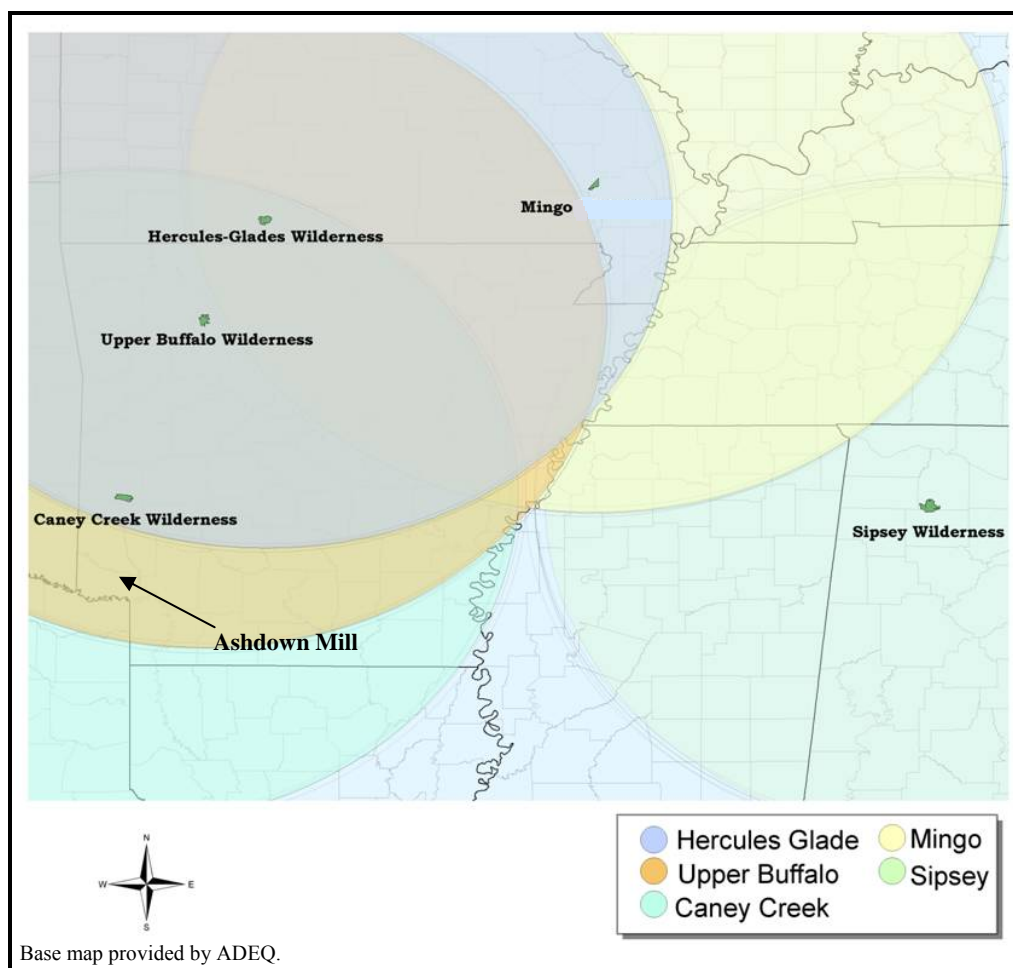 Mingo
Hercules-Glades Wilderness
Upper Buffalo Wilderness
Caney Creek Wilderness
Sipsey Wilderness
Ashdown Mill
N
W E
S
Hercules Glade
Upper Buffalo
Caney Creek
Mingo
Sipsey
Base map provided by ADEQ.